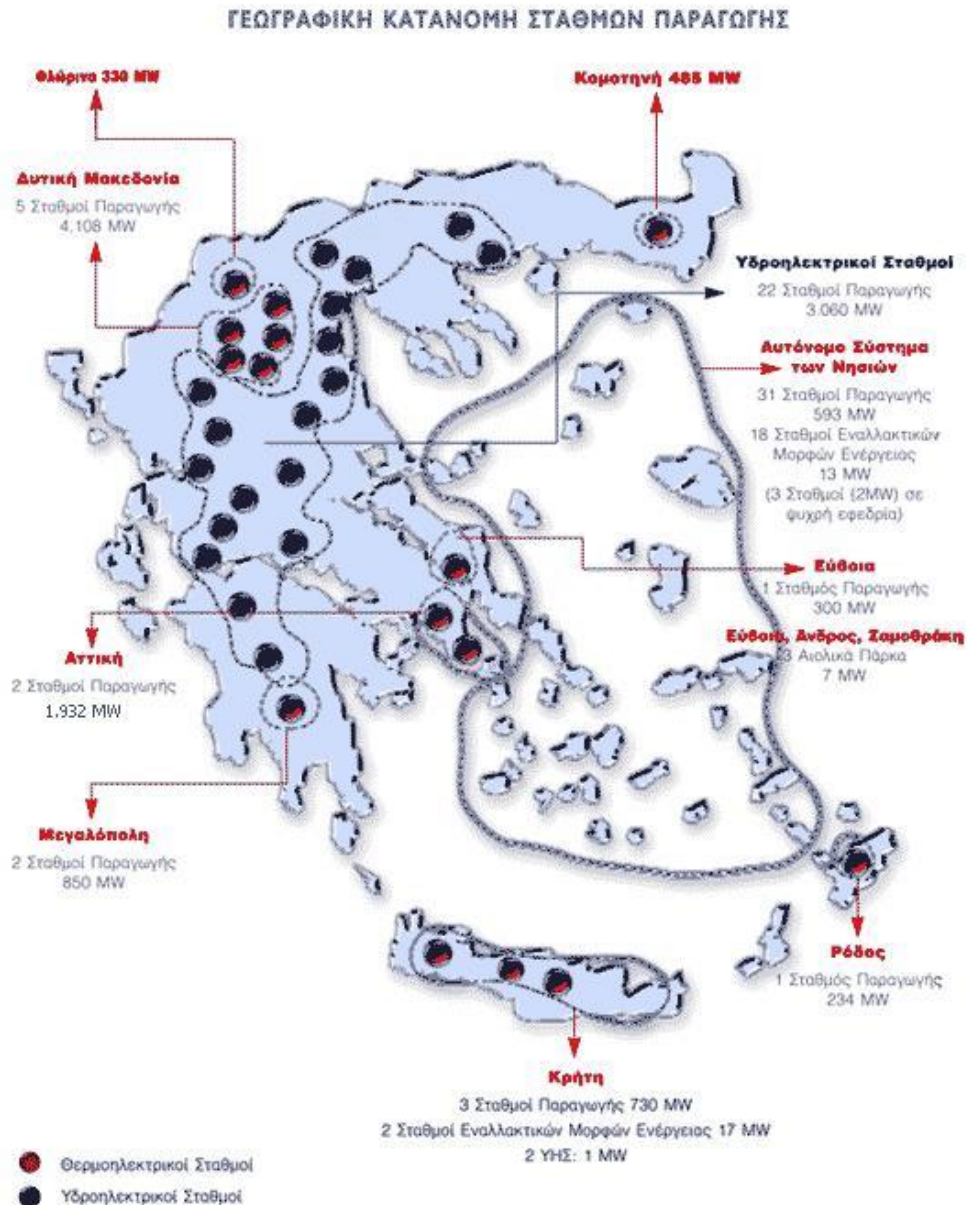 ΓΕΩΓΡΑΦΙΚΗ ΚΑΤΑΝΟΜΗ ΣΤΑΘΜΩΝ ΠΑΡΑΓΩΓΗΣ
Φλώρινα 330 MW
Κομοτηνή 485 MW
Δυτική Μακεδονία
5 Σταθμοί Παραγωγής
4.108 MW
Υδροηλεκτρικοί Σταθμοί
22 Σταθμοί Παραγωγής
3.060 MW
Αυτόνομο Σύστημα
των Νησιών
31 Σταθμοί Παραγωγής
593 MW
18 Σταθμοί Εναλλακτικών
Μορφών Ενέργειας
13 MW
(3 Σταθμοί (2MW) σε
ψυχρή εφεδρία)
Εύβοια
1 Σταθμός Παραγωγής
300 MW
Εύβοια, Άνδρος, Σαμοθράκη
3 Αιολικά Πάρκα
7 MW
Αττική
2 Σταθμοί Παραγωγής
1.932 MW
Μεγαλόπολη
2 Σταθμοί Παραγωγής
850 MW
Ρόδος
1 Σταθμός Παραγωγής
234 MW
Κρήτη
3 Σταθμοί Παραγωγής 730 MW
2 Σταθμοί Εναλλακτικών Μορφών Ενέργειας 17 MW
2 ΥΗΣ: 1 MW
Θερμοηλεκτρικοί Σταθμοί
Υδροηλεκτρικοί Σταθμοί